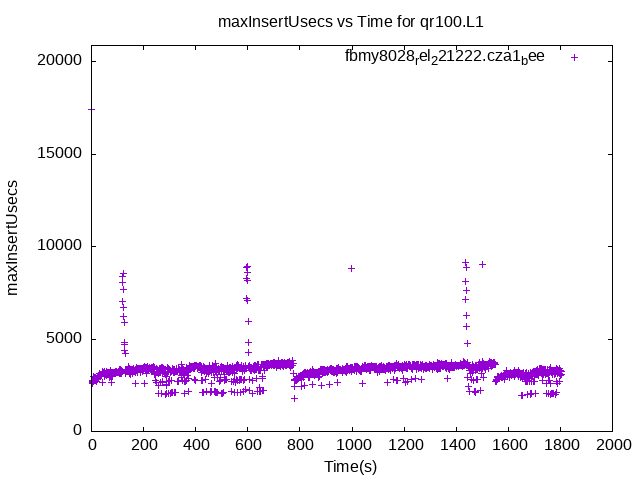 maxInsertUsecs vs Time for qr100.L1
fbmy8028rel221222.cza1bee
20000
15000
10000
5000
0
maxInsertUsecs
0 200 400 600 800 1000 1200 1400 1600 1800 2000
Time(s)